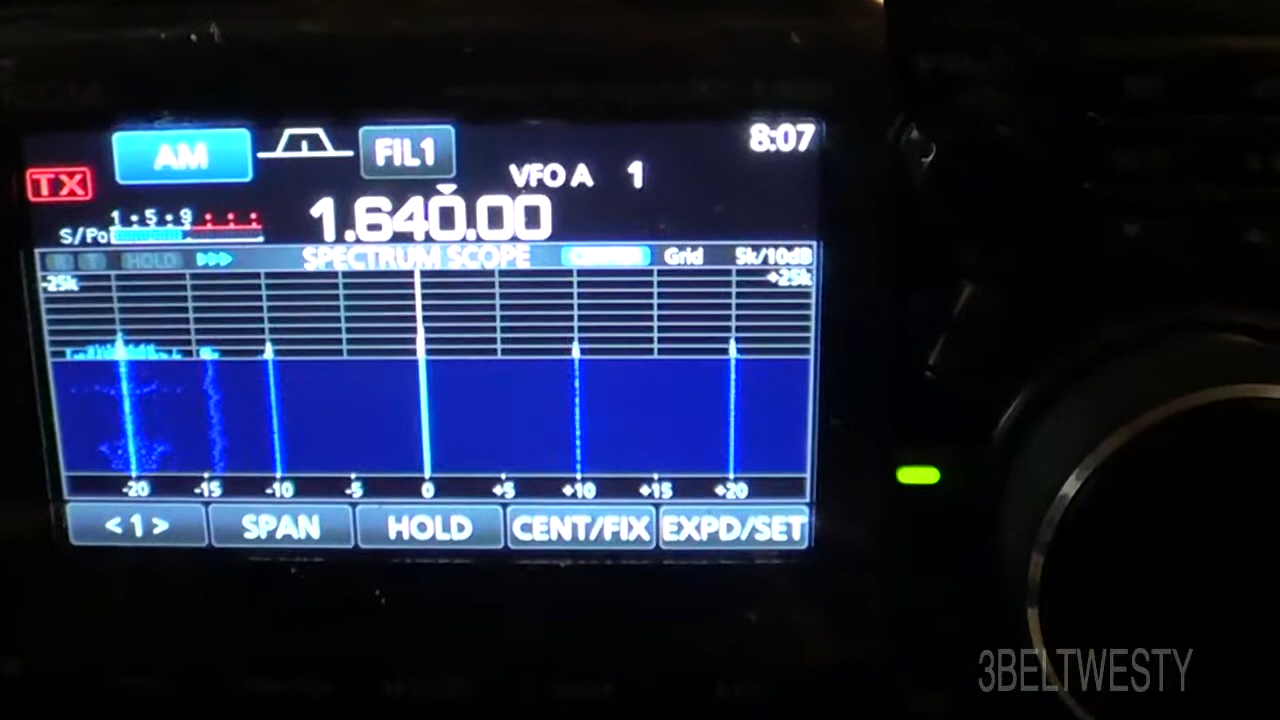 AM FIL1 8:07
TX VFO A 1
1•5•9
S/Po 1.640.00
HOLD SPECTRUM SCOPE CENTER Grid 5k/10dB
-25k +25k
-20 -15 -10 -5 0 +5 +10 +15 +20
<1> SPAN HOLD CENT/FIX EXPD/SET
3BELTWESTY